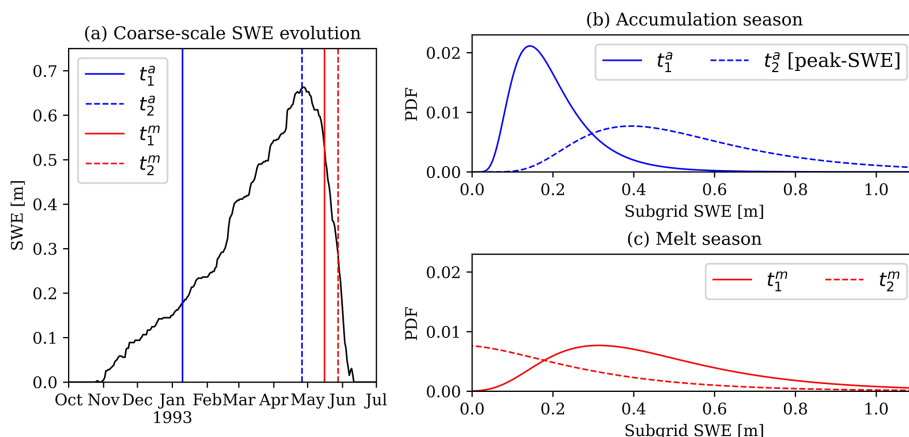 (a) Coarse-scale SWE evolution
SWE [m]
0.7
0.6
0.5
0.4
0.3
0.2
0.1
0.0
t₁ᵃ
t₂ᵃ
t₁ᵐ
t₂ᵐ
Oct Nov Dec Jan Feb Mar Apr May Jun Jul
1993
(b) Accumulation season
PDF
0.02
0.01
0.00
t₁ᵃ t₂ᵃ [peak-SWE]
0.0 0.2 0.4 0.6 0.8 1.0
Subgrid SWE [m]
(c) Melt season
PDF
0.02
0.01
0.00
t₁ᵐ t₂ᵐ
0.0 0.2 0.4 0.6 0.8 1.0
Subgrid SWE [m]